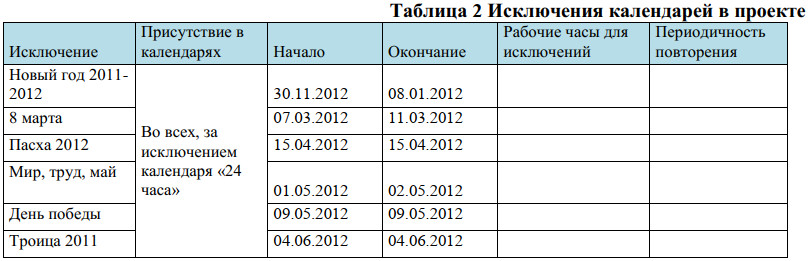 Таблица 2 Исключения календарей в проекте
Исключение
Присутствие в
календарях
Начало
Окончание
Рабочие часы для
исключений
Периодичность
повторения
Новый год 2011-
2012
30.11.2012
08.01.2012
Во всех, за
исключением
календаря «24
часа»
8 марта
07.03.2012
11.03.2012
Пасха 2012
15.04.2012
15.04.2012
Мир, труд, май
01.05.2012
02.05.2012
День победы
09.05.2012
09.05.2012
Троица 2011
04.06.2012
04.06.2012